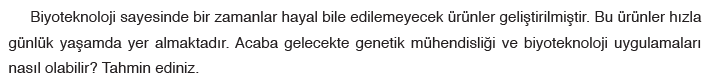 Biyoteknoloji sayesinde bir zamanlar hayal bile edilemeyecek ürünler geliştirilmiştir. Bu ürünler hızla
günlük yaşamda yer almaktadır. Acaba gelecekte genetik mühendisliği ve biyoteknoloji uygulamaları
nasıl olabilir? Tahmin ediniz.